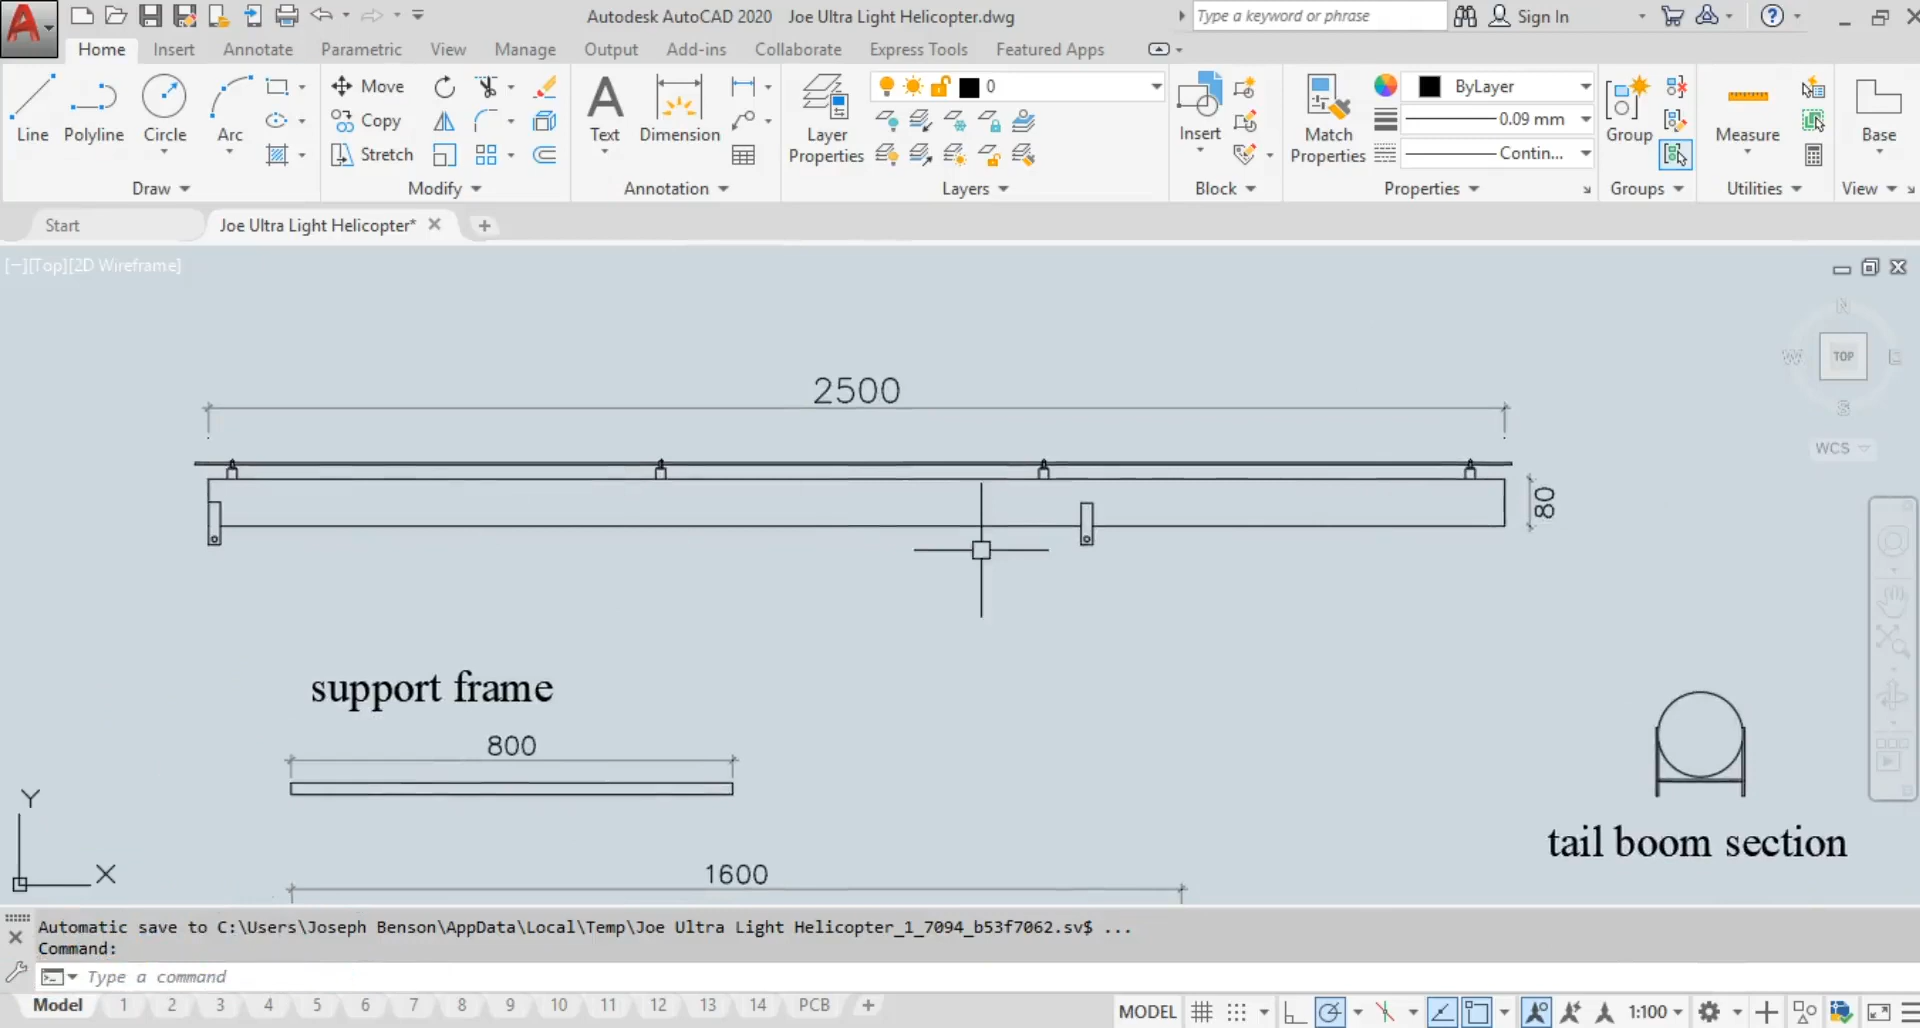 Autodesk AutoCAD 2020 Joe Ultra Light Helicopter.dwg
Type a keyword or phrase
Sign In
Home Insert Annotate Parametric View Manage Output Add-ins Collaborate Express Tools Featured Apps
Line Polyline Circle Arc
Draw
Move
Copy
Stretch
Modify
Text Dimension
Annotation
Layer Properties
0
Layers
Insert
Block
Match Properties
ByLayer
0.09 mm
Contin...
Properties
Group
Groups
Measure
Utilities
Base
View
Start
Joe Ultra Light Helicopter*
[−][Top][2D Wireframe]
N
W TOP E
S
WCS
2500
80
support frame
800
tail boom section
1600
Y
X
Automatic save to C:\Users\Joseph Benson\AppData\Local\Temp\Joe Ultra Light Helicopter_1_7094_b53f7062.sv$ ...
Command:
Type a command
Model 1 2 3 4 5 6 7 8 9 10 11 12 13 14 PCB +
MODEL
1:100